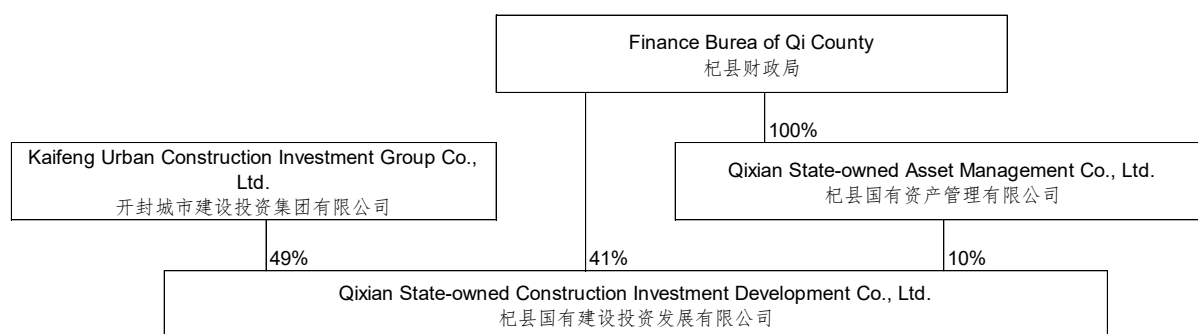 Finance Burea of Qi County
杞县财政局
100%
Kaifeng Urban Construction Investment Group Co.,
Ltd.
开封城市建设投资集团有限公司
Qixian State-owned Asset Management Co., Ltd.
杞县国有资产管理有限公司
49%
41%
10%
Qixian State-owned Construction Investment Development Co., Ltd.
杞县国有建设投资发展有限公司